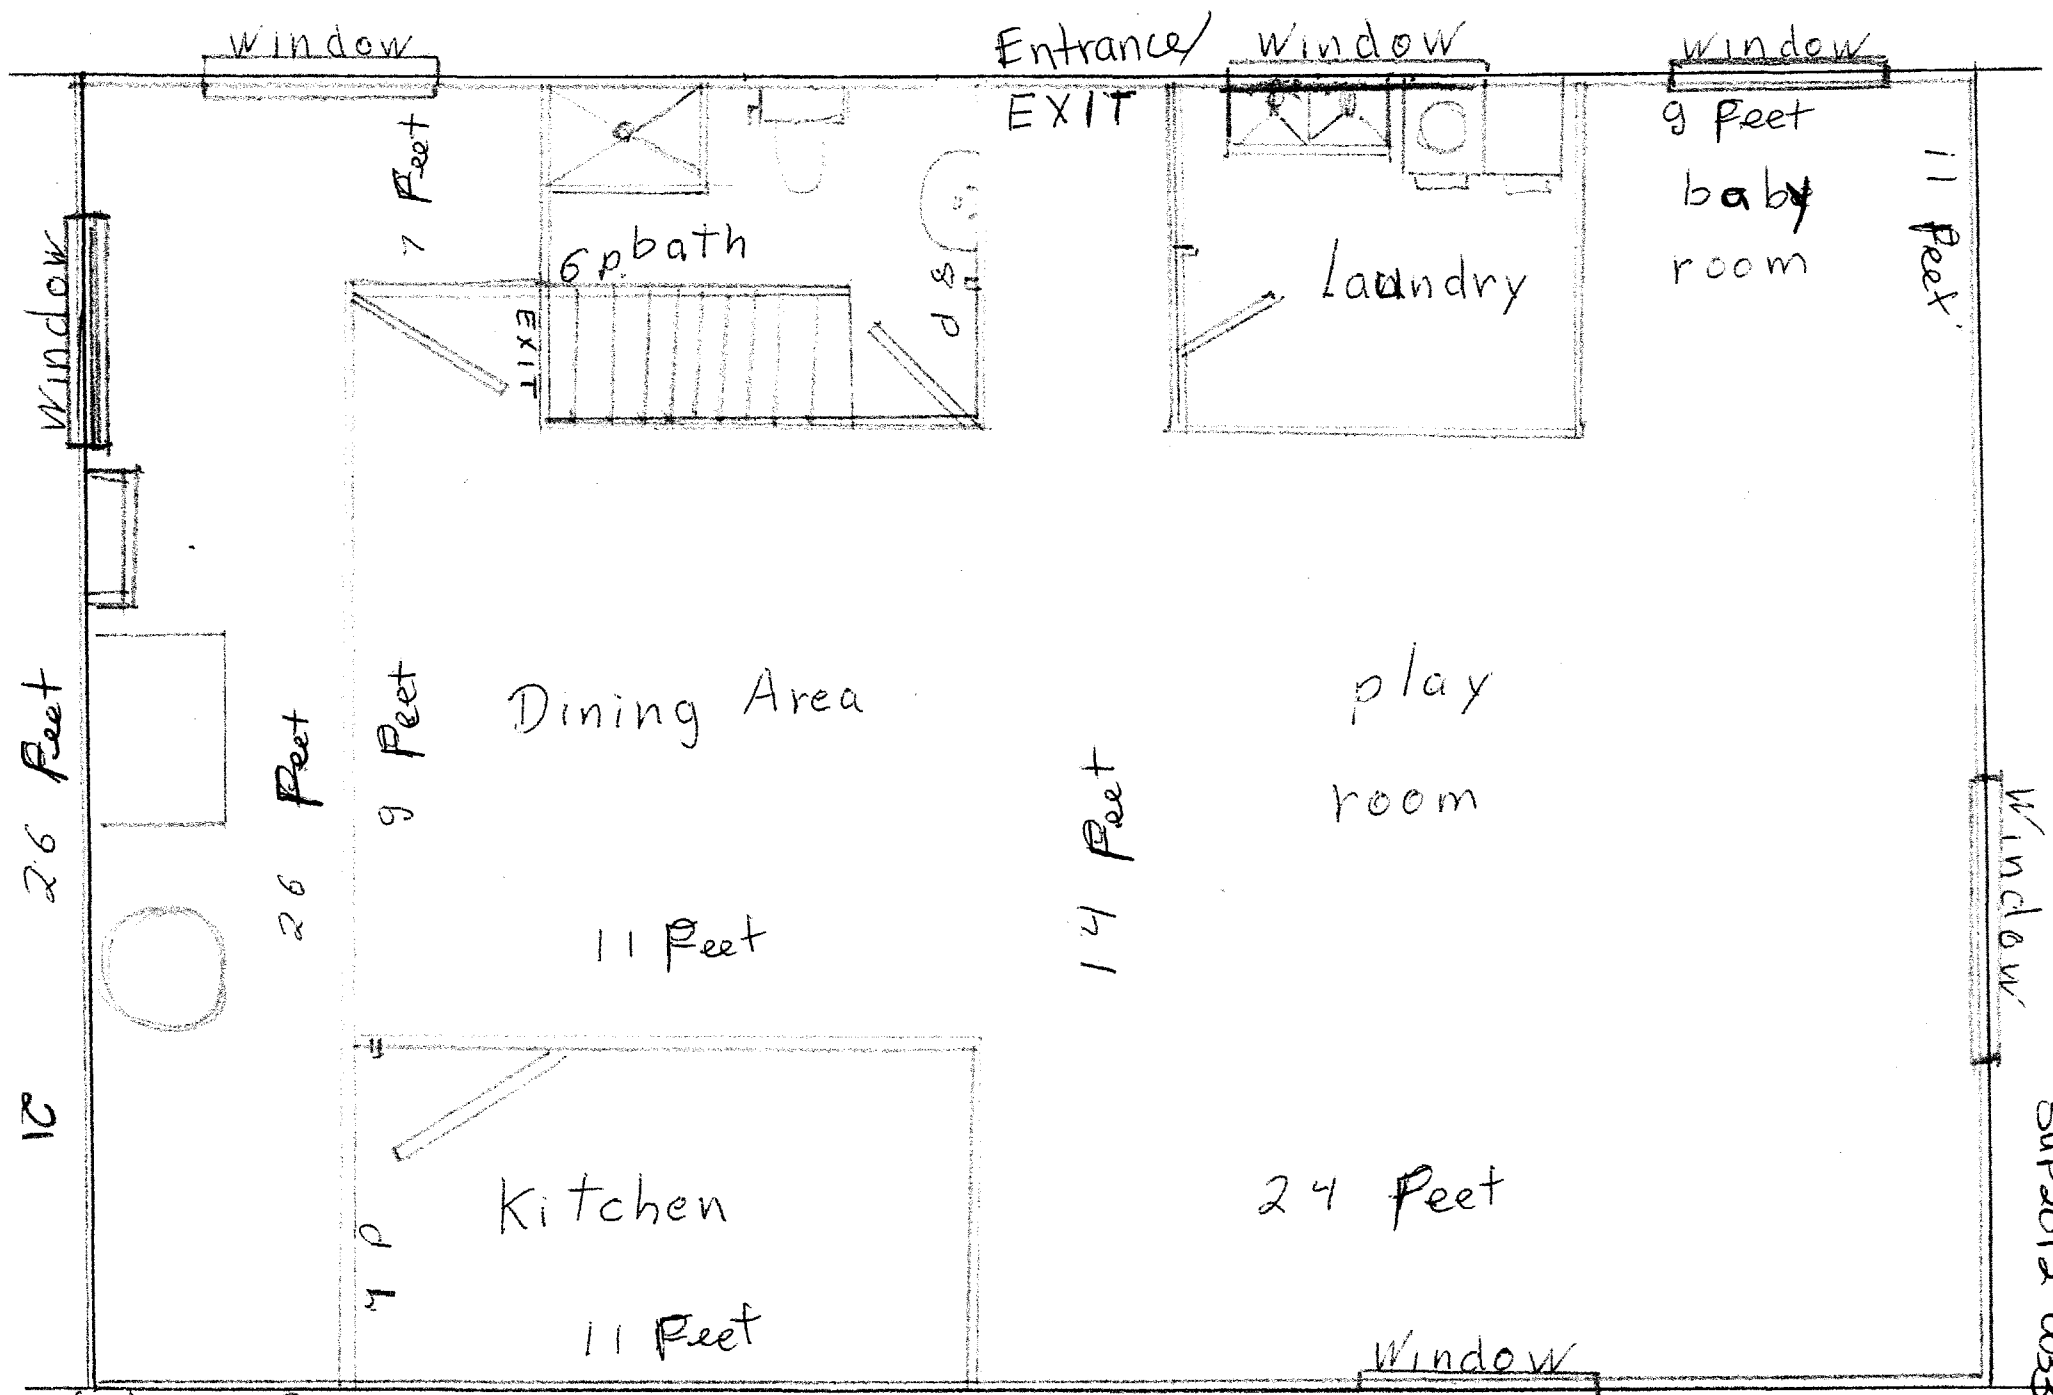 Window
Entrance/
EXIT
Window
Window
9 Feet
baby
room
11 Feet
7 Feet
bath
6 F.
8 F
EXIT
Laundry
Window
26 Feet
26 Feet
9 Feet
Dining Area
11 Feet
14 Feet
play
room
Window
24 Feet
Kitchen
4 F
11 Feet
Window